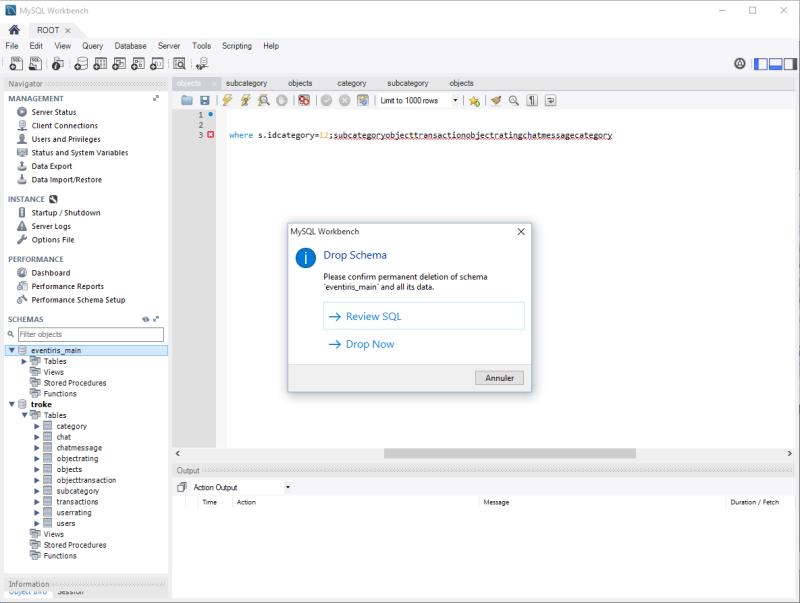 MySQL Workbench
ROOT
File Edit View Query Database Server Tools Scripting Help
Navigator
MANAGEMENT
Server Status
Client Connections
Users and Privileges
Status and System Variables
Data Export
Data Import/Restore
INSTANCE
Startup / Shutdown
Server Logs
Options File
PERFORMANCE
Dashboard
Performance Reports
Performance Schema Setup
SCHEMAS
Filter objects
eventiris_main
Tables
Views
Stored Procedures
Functions
troke
Tables
category
chat
chatmessage
objectrating
objects
objecttransaction
subcategory
transactions
userrating
users
Views
Stored Procedures
Functions
Information
Object Info Session
objects subcategory objects category subcategory objects
Limit to 1000 rows
1
2
3 where s.idcategory=12;subcategoryobjecttransactionobjectratingchatmessagecategory
MySQL Workbench
Drop Schema
Please confirm permanent deletion of schema
`eventiris_main` and all its data.
Review SQL
Drop Now
Annuler
Output
Action Output
Time Action Message Duration / Fetch